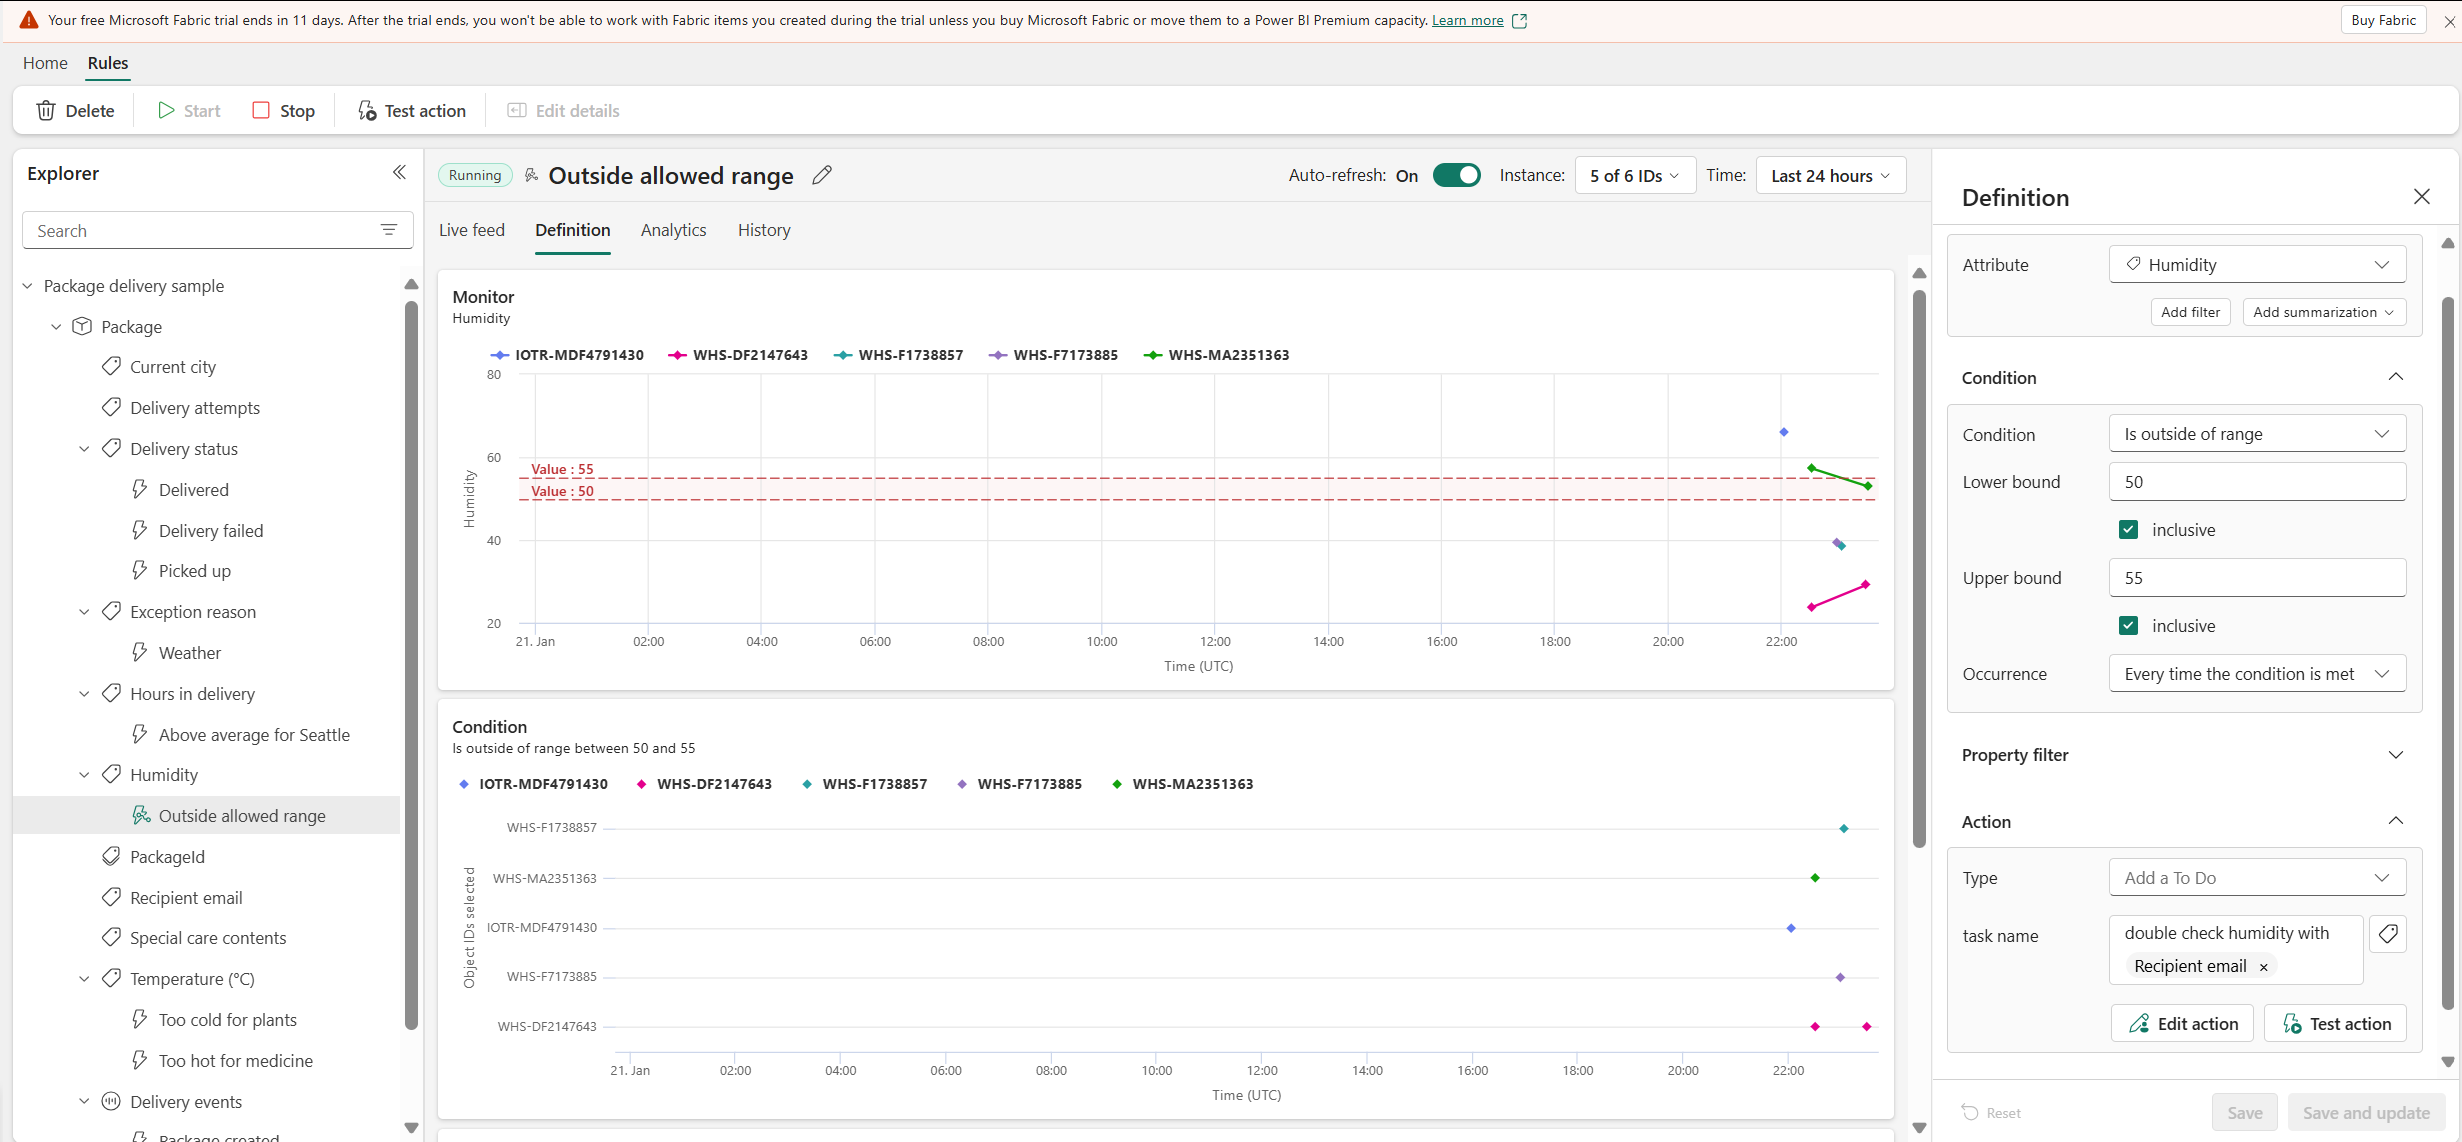 Your free Microsoft Fabric trial ends in 11 days. After the trial ends, you won't be able to work with Fabric items you created during the trial unless you buy Microsoft Fabric or move them to a Power BI Premium capacity. Learn more
Buy Fabric
Home Rules
Delete Start Stop Test action Edit details
Explorer
Search
Package delivery sample
Package
Current city
Delivery attempts
Delivery status
Delivered
Delivery failed
Picked up
Exception reason
Weather
Hours in delivery
Above average for Seattle
Humidity
Outside allowed range
PackageId
Recipient email
Special care contents
Temperature (°C)
Too cold for plants
Too hot for medicine
Delivery events
Package created
Running Outside allowed range
Auto-refresh: On Instance: 5 of 6 IDs Time: Last 24 hours
Live feed Definition Analytics History
Monitor
Humidity
IOTR-MDF4791430 WHS-DF2147643 WHS-F1738857 WHS-F7173885 WHS-MA2351363
80
60
40
20
Humidity
Value : 55
Value : 50
21. Jan 02:00 04:00 06:00 08:00 10:00 12:00 14:00 16:00 18:00 20:00 22:00
Time (UTC)
Condition
Is outside of range between 50 and 55
IOTR-MDF4791430 WHS-DF2147643 WHS-F1738857 WHS-F7173885 WHS-MA2351363
Object IDs selected
WHS-F1738857
WHS-MA2351363
IOTR-MDF4791430
WHS-F7173885
WHS-DF2147643
21. Jan 02:00 04:00 06:00 08:00 10:00 12:00 14:00 16:00 18:00 20:00 22:00
Time (UTC)
Definition
Attribute Humidity
Add filter Add summarization
Condition
Condition Is outside of range
Lower bound 50
inclusive
Upper bound 55
inclusive
Occurrence Every time the condition is met
Property filter
Action
Type Add a To Do
task name double check humidity with
Recipient email
Edit action Test action
Reset Save Save and update